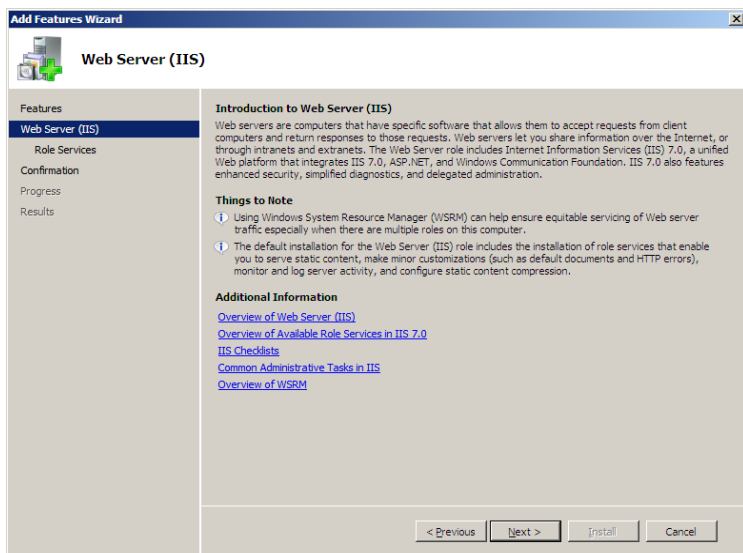 Add Features Wizard
Web Server (IIS)
Features
Web Server (IIS)
Role Services
Confirmation
Progress
Results
Introduction to Web Server (IIS)
Web servers are computers that have specific software that allows them to accept requests from client
computers and return responses to those requests. Web servers let you share information over the Internet, or
through intranets and extranets. The Web Server role includes Internet Information Services (IIS) 7.0, a unified
Web platform that integrates IIS 7.0, ASP.NET, and Windows Communication Foundation. IIS 7.0 also features
enhanced security, simplified diagnostics, and delegated administration.
Things to Note
Using Windows System Resource Manager (WSRM) can help ensure equitable servicing of Web server
traffic especially when there are multiple roles on this computer.
The default installation for the Web Server (IIS) role includes the installation of role services that enable
you to serve static content, make minor customizations (such as default documents and HTTP errors),
monitor and log server activity, and configure static content compression.
Additional Information
Overview of Web Server (IIS)
Overview of Available Role Services in IIS 7.0
IIS Checklists
Common Administrative Tasks in IIS
Overview of WSRM
< Previous Next > Install Cancel